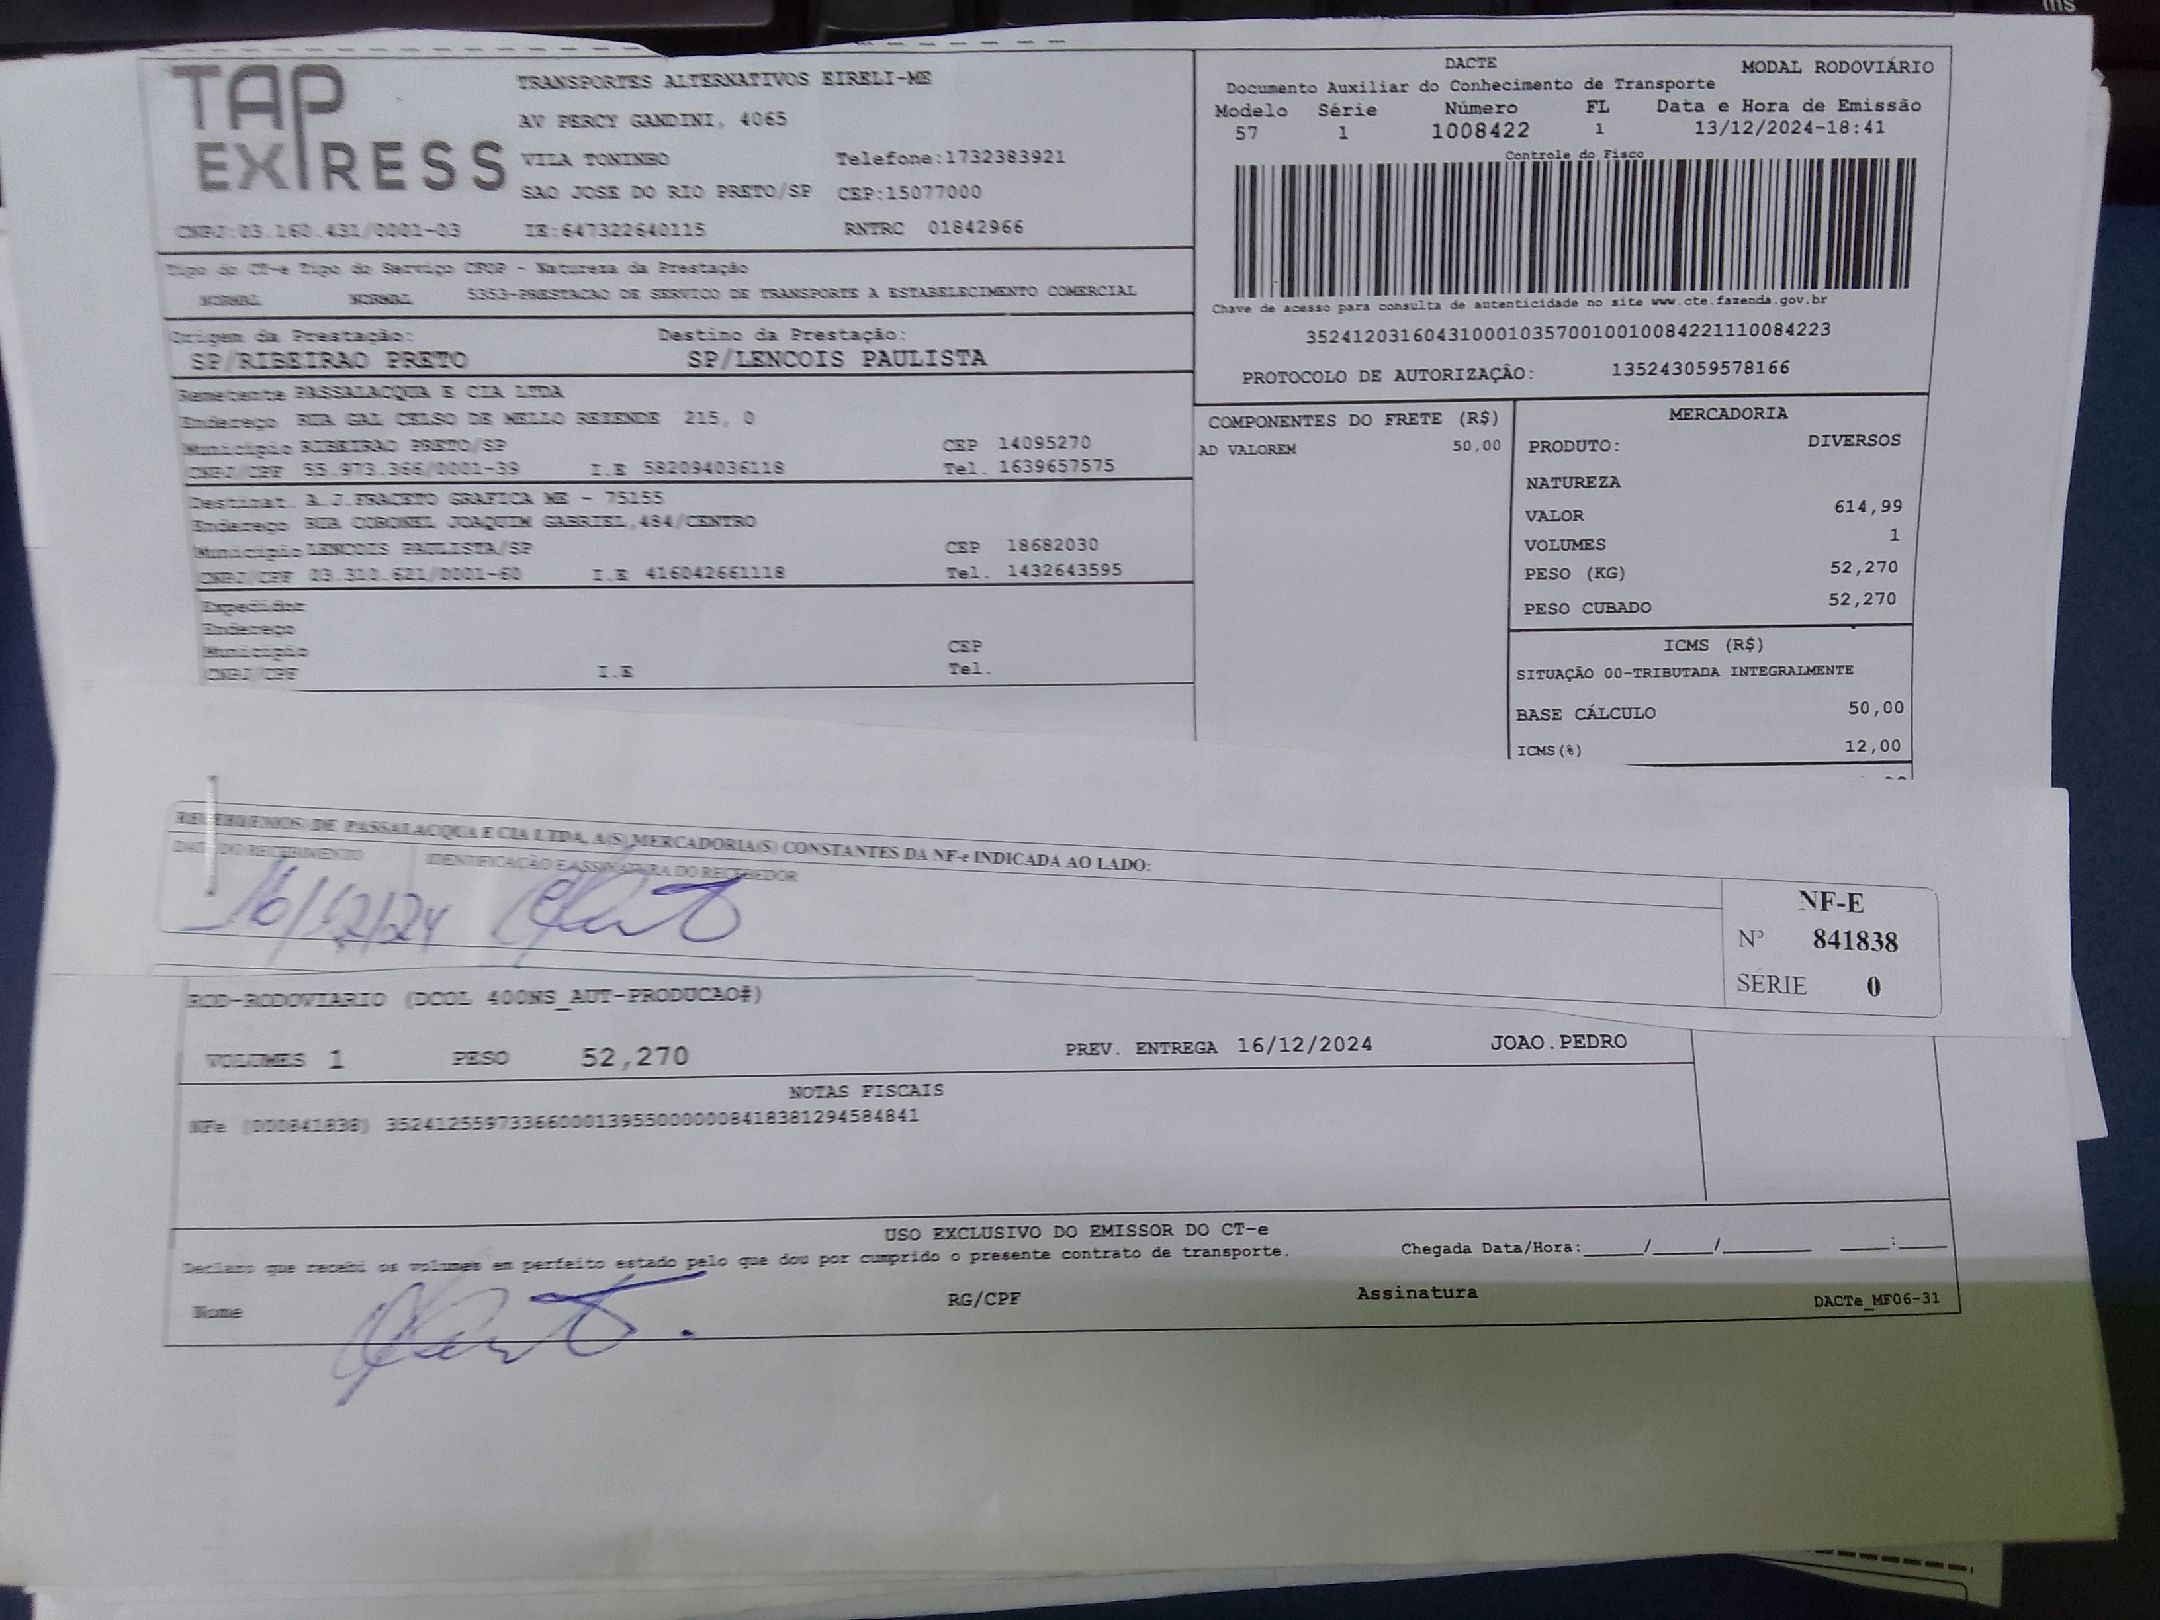 TAP EXPRESS
TRANSPORTES ALTERNATIVOS EIRELI-ME
AV PERCY GANDINI, 4065
VILA TONINHO Telefone:1732383921
SAO JOSE DO RIO PRETO/SP CEP:15077000
CNPJ:03.160.431/0001-03 IE:647322640115 RNTRC 01842966
DACTE MODAL RODOVIÁRIO
Documento Auxiliar do Conhecimento de Transporte
Modelo Série Número FL Data e Hora de Emissão
57 1 1008422 1 13/12/2024-18:41
Controle do Fisco
Chave de acesso para consulta de autenticidade no site www.cte.fazenda.gov.br
35241203160431000103570010010084221110084223
PROTOCOLO DE AUTORIZAÇÃO: 135243059578166
Tipo do CT-e Tipo do Serviço CFOP - Natureza da Prestação
NORMAL NORMAL 5353-PRESTACAO DE SERVICO DE TRANSPORTE A ESTABELECIMENTO COMERCIAL
Origem da Prestação: Destino da Prestação:
SP/RIBEIRAO PRETO SP/LENCOIS PAULISTA
Remetente PASSALACQUA E CIA LTDA
Endereço RUA GAL CELSO DE MELLO REZENDE 215, 0
Municipio RIBEIRAO PRETO/SP CEP 14095270
CNPJ/CPF 55.973.366/0001-39 I.E 582094036118 Tel. 1639657575
Destinat. A.J.FRACETO GRAFICA ME - 75155
Endereço RUA CORONEL JOAQUIM GABRIEL,484/CENTRO
Municipio LENCOIS PAULISTA/SP CEP 18682030
CNPJ/CPF 03.310.621/0001-60 I.E 416042661118 Tel. 1432643595
Expedidor
Endereço
Municipio CEP
CNPJ/CPF I.E Tel.
COMPONENTES DO FRETE (R$)
AD VALOREM 50,00
MERCADORIA
PRODUTO: DIVERSOS
NATUREZA
VALOR 614,99
VOLUMES 1
PESO (KG) 52,270
PESO CUBADO 52,270
ICMS (R$)
SITUAÇÃO 00-TRIBUTADA INTEGRALMENTE
BASE CÁLCULO 50,00
ICMS(%) 12,00
RECEBEMOS DE PASSALACQUA E CIA LTDA, A(S) MERCADORIA(S) CONSTANTES DA NF-e INDICADA AO LADO:
DATA DO RECEBIMENTO IDENTIFICAÇÃO E ASSINATURA DO RECEBEDOR
16/12/24
NF-E
Nº 841838
SÉRIE 0
ROD-RODOVIARIO (DCOL 400NS_AUT-PRODUCAO#)
VOLUMES 1 PESO 52,270 PREV. ENTREGA 16/12/2024 JOAO.PEDRO
NOTAS FISCAIS
NFe (000841838) 35241255973366000139550000008418381294584841
USO EXCLUSIVO DO EMISSOR DO CT-e
Declaro que recebi os volumes em perfeito estado pelo que dou por cumprido o presente contrato de transporte. Chegada Data/Hora:____/____/______ ____:____
Nome RG/CPF Assinatura DACTe_MF06-31